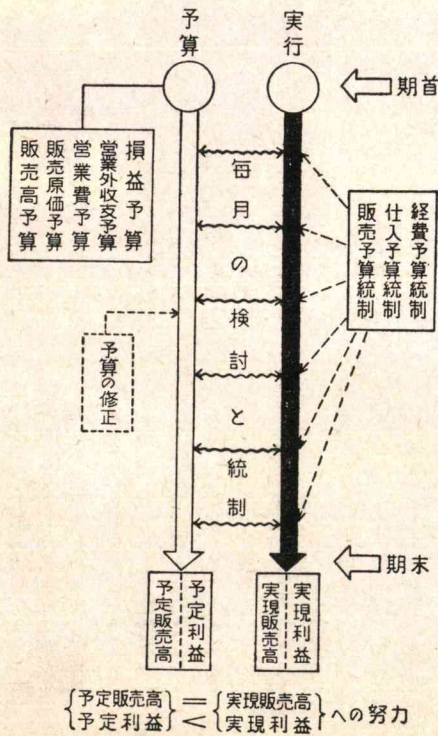 予算
実行
期首
損益予算
営業外収支予算
営業費予算
販売原価予算
販売高予算
毎月の検討と統制
経費予算統制
仕入予算統制
販売予算統制
予算の修正
期末
予定利益
予定販売高
実現利益
実現販売高
{予定販売高} = {実現販売高}
{予定利益} < {実現利益} への努力